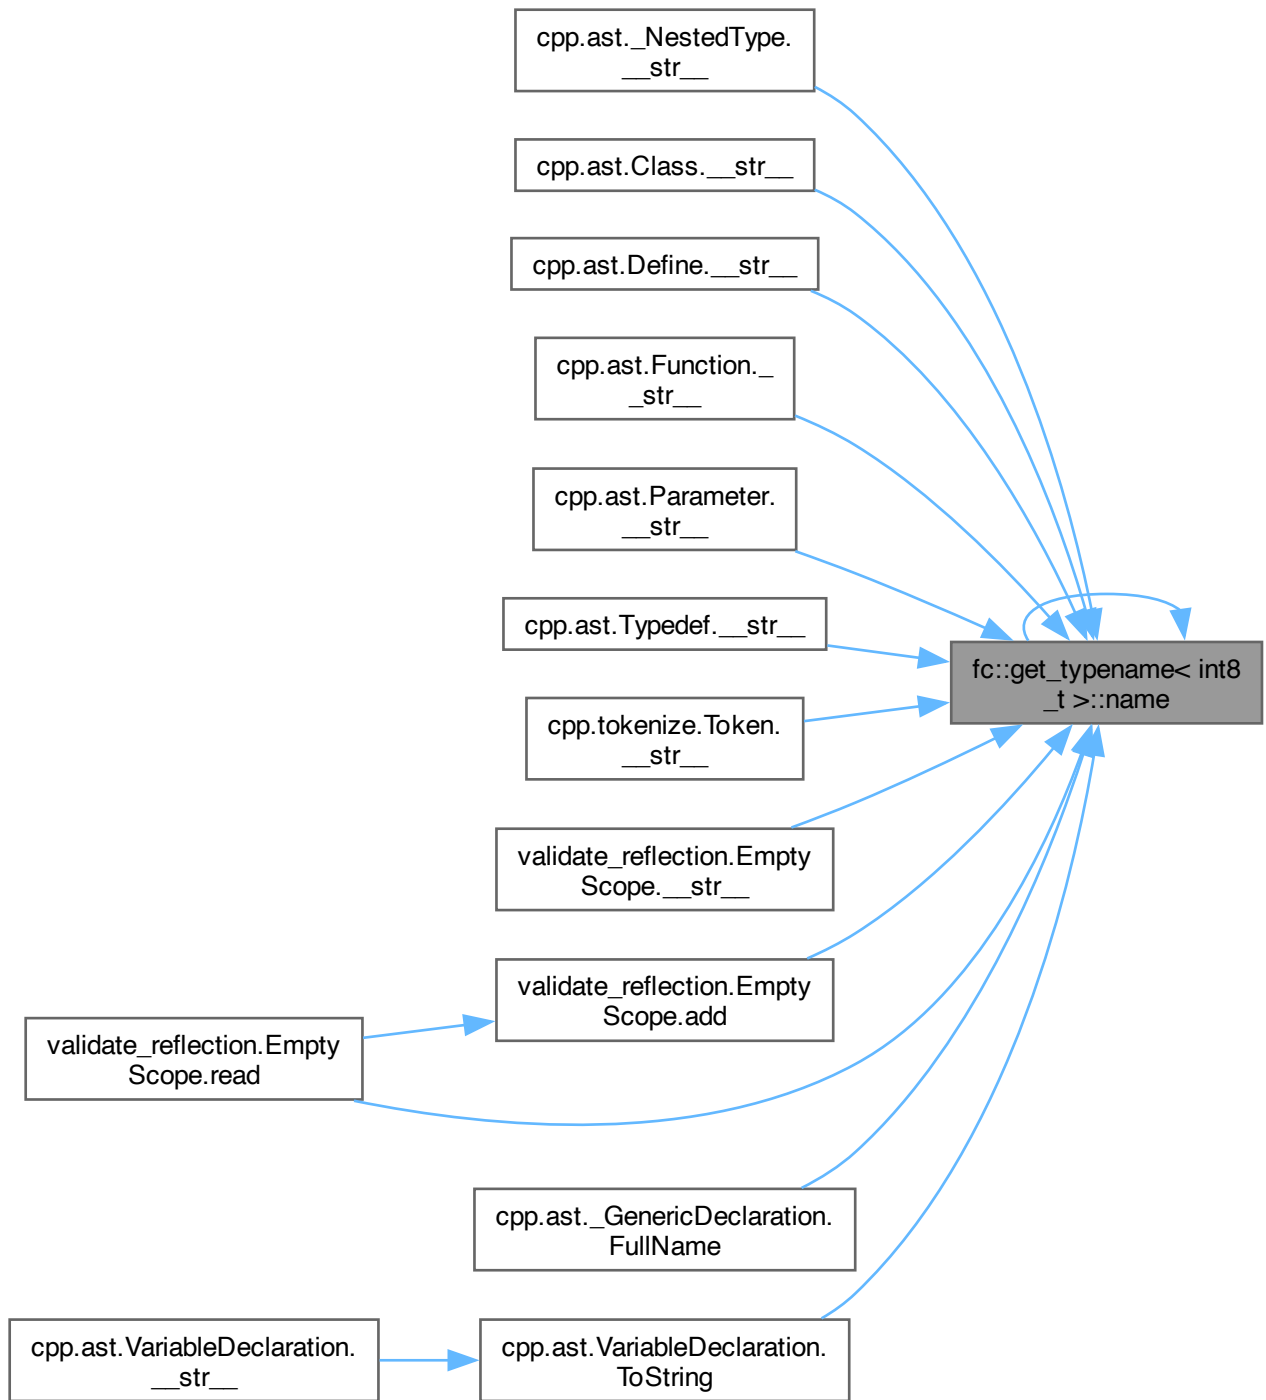 cpp.ast._NestedType.
__str__
cpp.ast.Class.__str__
cpp.ast.Define.__str__
cpp.ast.Function._
_str__
cpp.ast.Parameter.
__str__
cpp.ast.Typedef.__str__
fc::get_typename< int8
_t >::name
cpp.tokenize.Token.
__str__
validate_reflection.Empty
Scope.__str__
validate_reflection.Empty
Scope.add
validate_reflection.Empty
Scope.read
cpp.ast._GenericDeclaration.
FullName
cpp.ast.VariableDeclaration.
__str__
cpp.ast.VariableDeclaration.
ToString